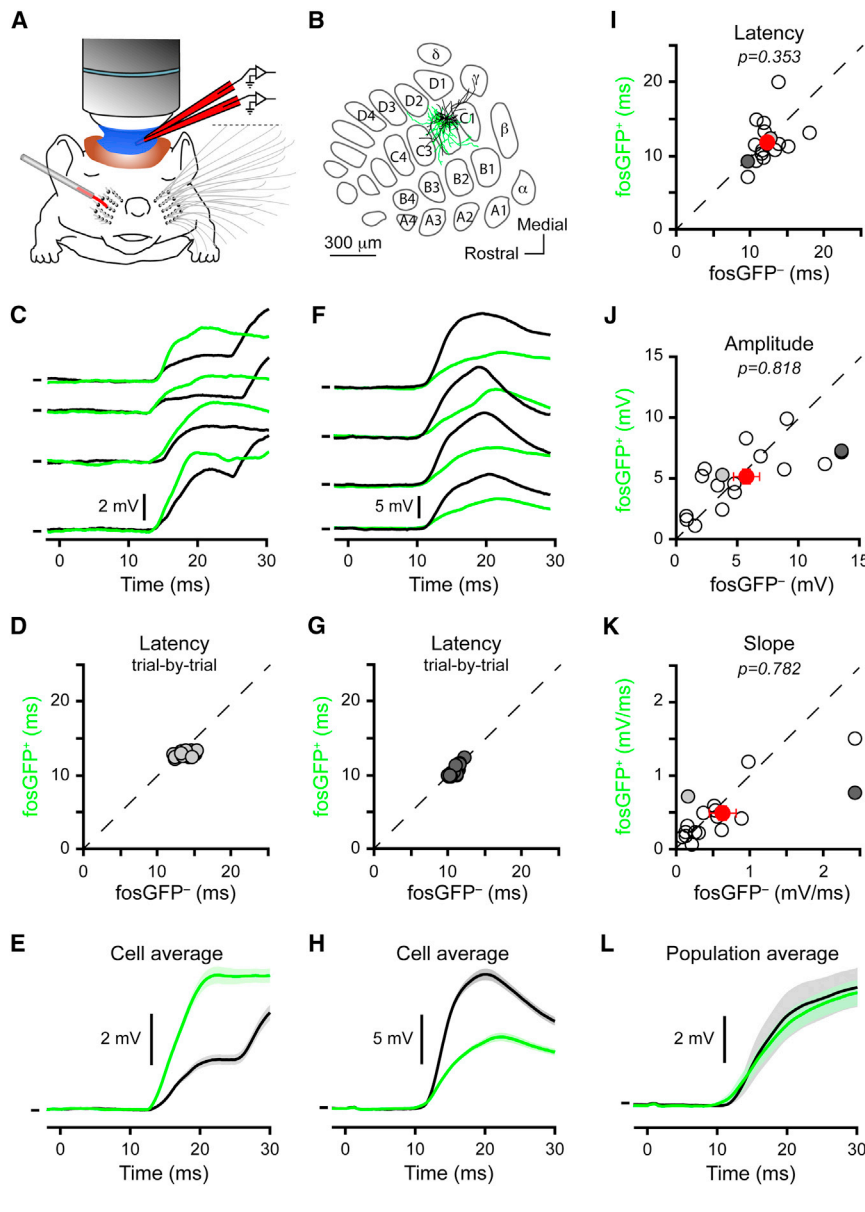 A
B
δ
D1
γ
D2
D3
D4
C1
C3
C4
β
B1
B2
B3
B4
α
A1
A2
A3
A4
300 µm
Medial
Rostral
I
Latency
p=0.353
fosGFP⁺ (ms)
20
10
0
0
10
20
fosGFP⁻ (ms)
C
2 mV
0
10
20
30
Time (ms)
F
5 mV
0
10
20
30
Time (ms)
J
Amplitude
p=0.818
fosGFP⁺ (mV)
15
10
5
0
0
5
10
15
fosGFP⁻ (mV)
D
Latency
trial-by-trial
fosGFP⁺ (ms)
20
10
0
0
10
20
fosGFP⁻ (ms)
G
Latency
trial-by-trial
fosGFP⁺ (ms)
20
10
0
0
10
20
fosGFP⁻ (ms)
K
Slope
p=0.782
fosGFP⁺ (mV/ms)
2
1
0
0
1
2
fosGFP⁻ (mV/ms)
E
Cell average
2 mV
0
10
20
30
Time (ms)
H
Cell average
5 mV
0
10
20
30
Time (ms)
L
Population average
2 mV
0
10
20
30
Time (ms)